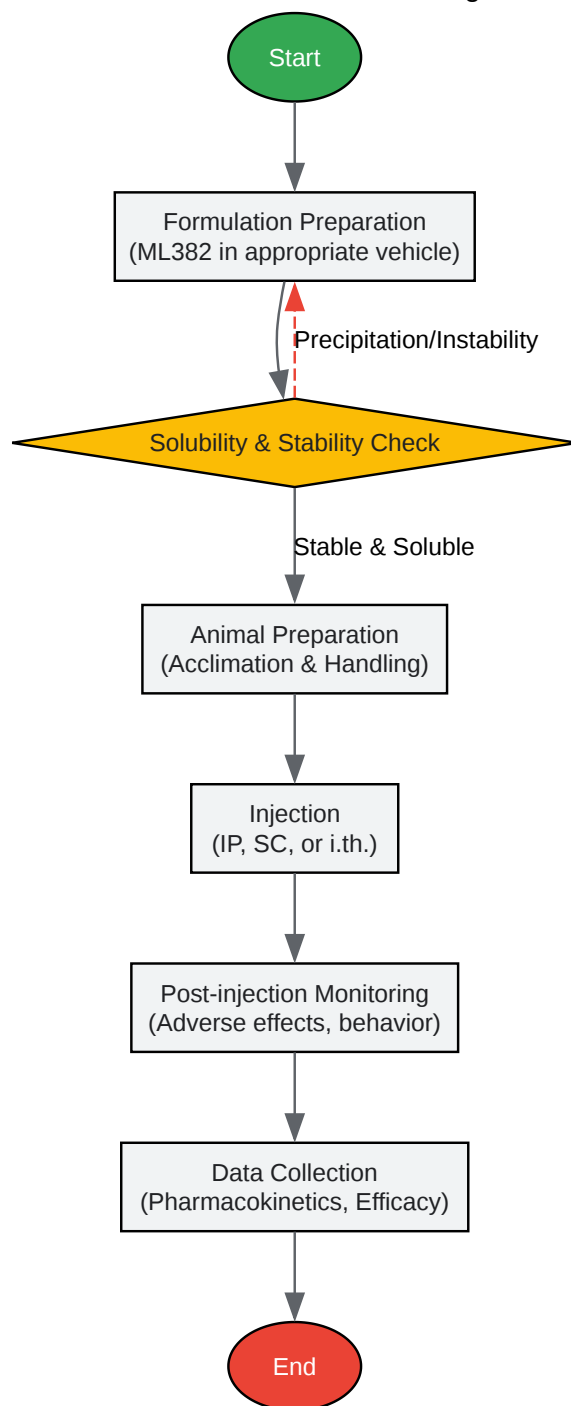 Start
Formulation Preparation
(ML382 in appropriate vehicle)
Precipitation/Instability
Solubility & Stability Check
Stable & Soluble
Animal Preparation
(Acclimation & Handling)
Injection
(IP, SC, or i.th.)
Post-injection Monitoring
(Adverse effects, behavior)
Data Collection
(Pharmacokinetics, Efficacy)
End